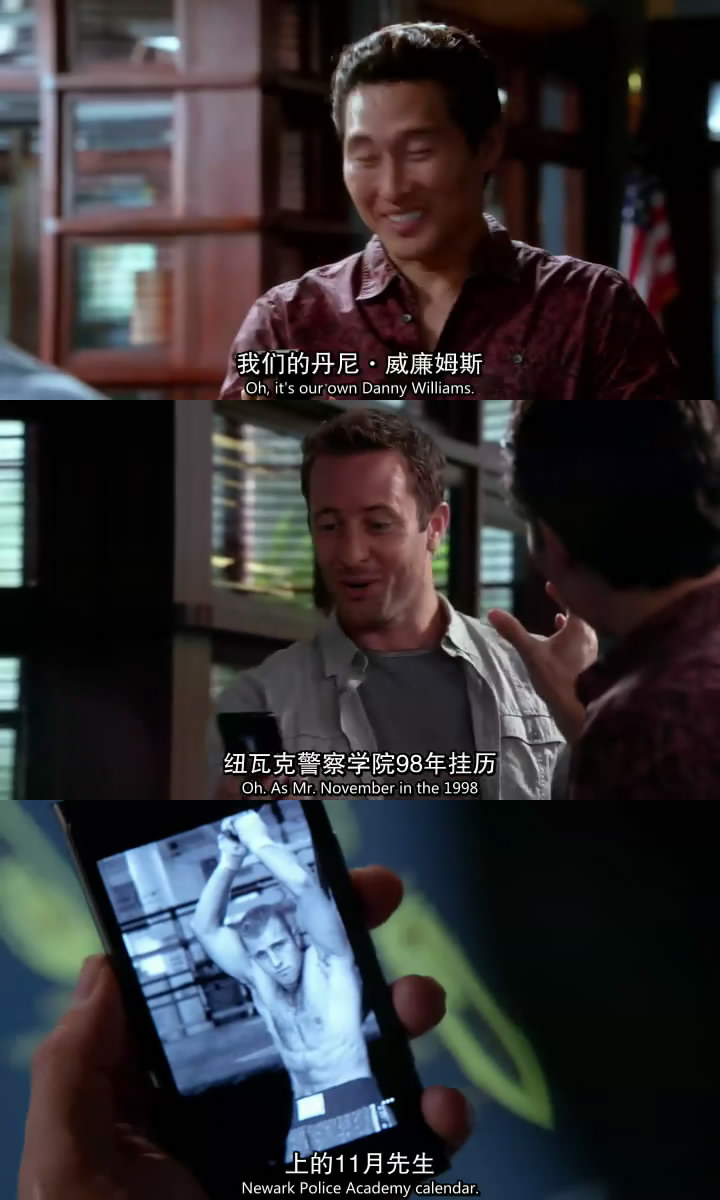 我们的丹尼·威廉姆斯
Oh, it's our own Danny Williams.
纽瓦克警察学院98年挂历
Oh. As Mr. November in the 1998
上的11月先生
Newark Police Academy calendar.